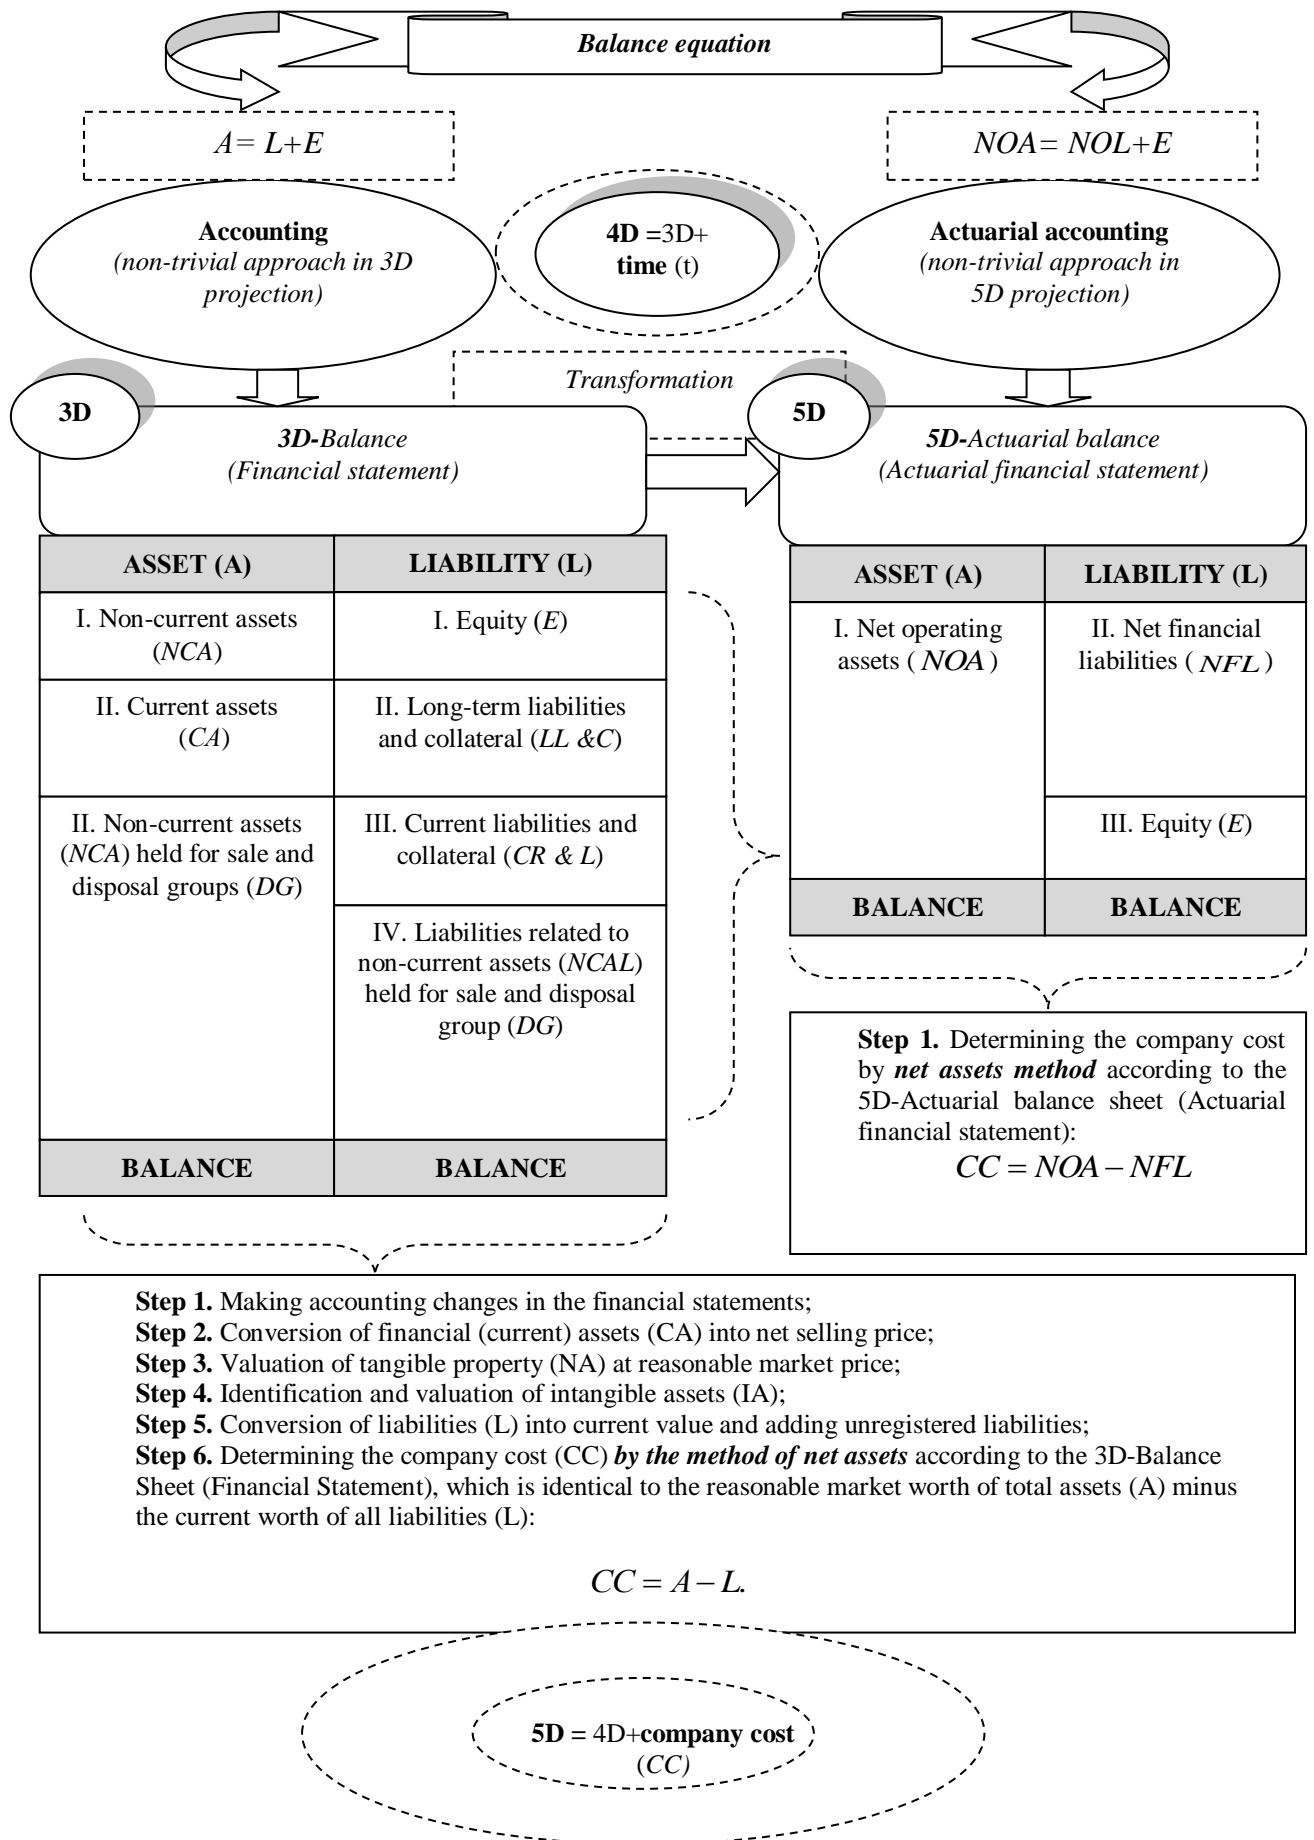 Balance equation
A= L+E
NOA= NOL+E
Accounting
(non-trivial approach in 3D
projection)
4D =3D+
time (t)
Actuarial accounting
(non-trivial approach in
5D projection)
Transformation
3D
5D
3D-Balance
(Financial statement)
5D-Actuarial balance
(Actuarial financial statement)
ASSET (A)
LIABILITY (L)
I. Non-current assets
(NCA)
I. Equity (E)
II. Current assets
(CA)
II. Long-term liabilities
and collateral (LL &C)
II. Non-current assets
(NCA) held for sale and
disposal groups (DG)
III. Current liabilities and
collateral (CR & L)
IV. Liabilities related to
non-current assets (NCAL)
held for sale and disposal
group (DG)
BALANCE
BALANCE
ASSET (A)
LIABILITY (L)
I. Net operating
assets ( NOA )
II. Net financial
liabilities ( NFL )
III. Equity (E)
BALANCE
BALANCE
Step 1. Determining the company cost
by net assets method according to the
5D-Actuarial balance sheet (Actuarial
financial statement):
CC = NOA – NFL
Step 1. Making accounting changes in the financial statements;
Step 2. Conversion of financial (current) assets (CA) into net selling price;
Step 3. Valuation of tangible property (NA) at reasonable market price;
Step 4. Identification and valuation of intangible assets (IA);
Step 5. Conversion of liabilities (L) into current value and adding unregistered liabilities;
Step 6. Determining the company cost (CC) by the method of net assets according to the 3D-Balance
Sheet (Financial Statement), which is identical to the reasonable market worth of total assets (A) minus
the current worth of all liabilities (L):
CC = A – L.
5D = 4D+company cost
(CC)